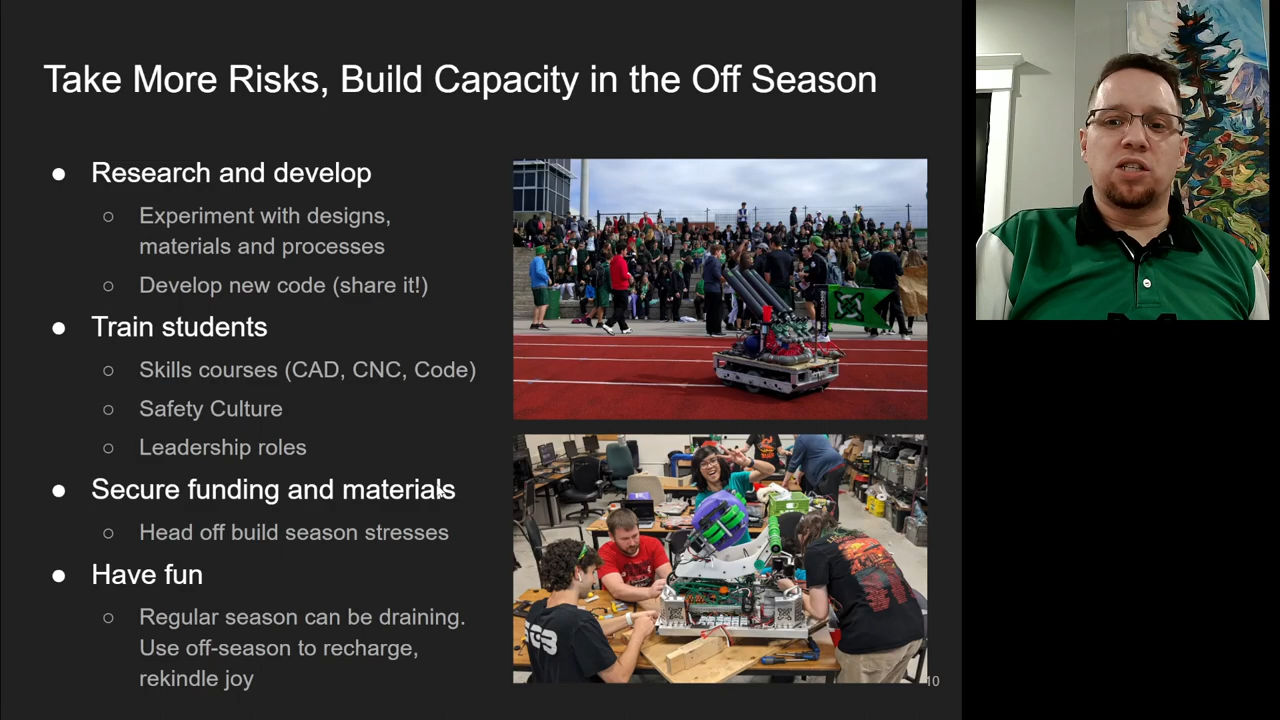 Take More Risks, Build Capacity in the Off Season
● Research and develop
○ Experiment with designs,
materials and processes
○ Develop new code (share it!)
● Train students
○ Skills courses (CAD, CNC, Code)
○ Safety Culture
○ Leadership roles
● Secure funding and materials
○ Head off build season stresses
● Have fun
○ Regular season can be draining.
Use off-season to recharge,
rekindle joy
10